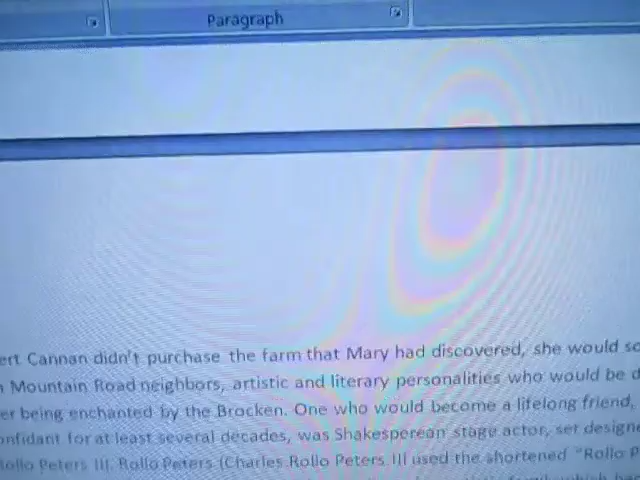 Paragraph
ert Cannan didn't purchase the farm that Mary had discovered, she would so
Mountain Road neighbors, artistic and literary personalities who would be d
er being enchanted by the Brocken. One who would become a lifelong friend,
onfidant for at least several decades, was Shakesperean stage actor, set designe
Rollo Peters III. Rollo Peters (Charles Rollo Peters III used the shortened "Rollo P